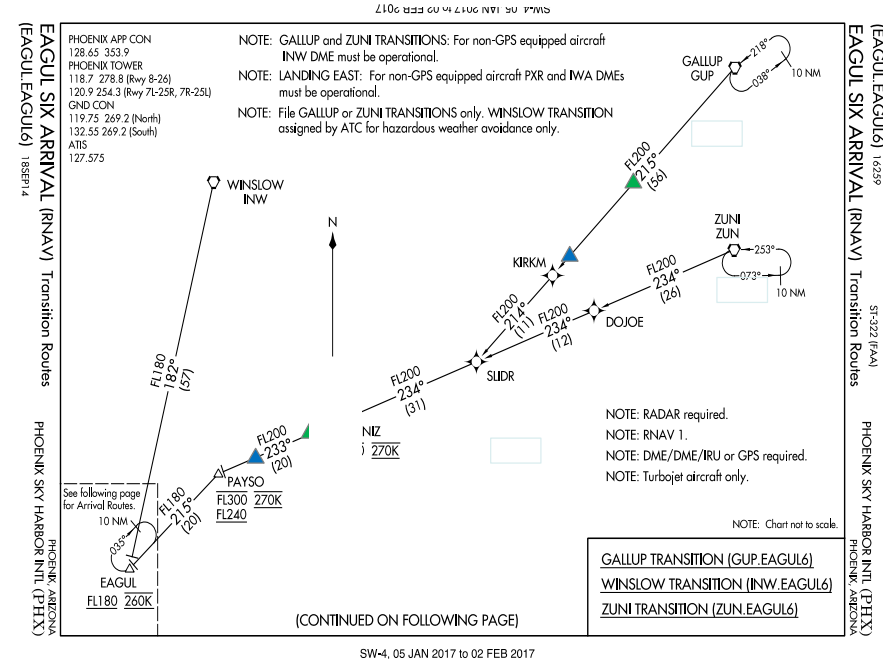 SW-4, 05 JAN 2017 to 02 FEB 2017
(EAGUL.EAGUL6) 18SEP14
EAGUL SIX ARRIVAL (RNAV) Transition Routes
PHOENIX SKY HARBOR INTL (PHX)
PHOENIX, ARIZONA
PHOENIX APP CON
128.65 353.9
PHOENIX TOWER
118.7 278.8 (Rwy 8-26)
120.9 254.3 (Rwy 7L-25R, 7R-25L)
GND CON
119.75 269.2 (North)
132.55 269.2 (South)
ATIS
127.575
NOTE: GALLUP and ZUNI TRANSITIONS: For non-GPS equipped aircraft
INW DME must be operational.
NOTE: LANDING EAST: For non-GPS equipped aircraft PXR and IWA DMEs
must be operational.
NOTE: File GALLUP or ZUNI TRANSITIONS only. WINSLOW TRANSITION
assigned by ATC for hazardous weather avoidance only.
GALLUP
GUP
218°
038°
10 NM
FL200
215°
(56)
WINSLOW
INW
N
ZUNI
ZUN
253°
073°
10 NM
KIRKM
FL200
234°
(26)
FL200
214°
(11)
FL200
234°
(12)
DOJOE
SLIDR
FL180
182°
(57)
FL200
234°
(31)
NIZ
) 270K
FL200
233°
(20)
PAYSO
FL300 270K
FL240
FL180
215°
(20)
See following page
for Arrival Routes.
10 NM
035°
EAGUL
FL180 260K
NOTE: RADAR required.
NOTE: RNAV 1.
NOTE: DME/DME/IRU or GPS required.
NOTE: Turbojet aircraft only.
NOTE: Chart not to scale.
GALLUP TRANSITION (GUP.EAGUL6)
WINSLOW TRANSITION (INW.EAGUL6)
ZUNI TRANSITION (ZUN.EAGUL6)
(CONTINUED ON FOLLOWING PAGE)
(EAGUL.EAGUL6) 16259
EAGUL SIX ARRIVAL (RNAV) Transition Routes
ST-322 (FAA)
PHOENIX SKY HARBOR INTL (PHX)
PHOENIX, ARIZONA
SW-4, 05 JAN 2017 to 02 FEB 2017